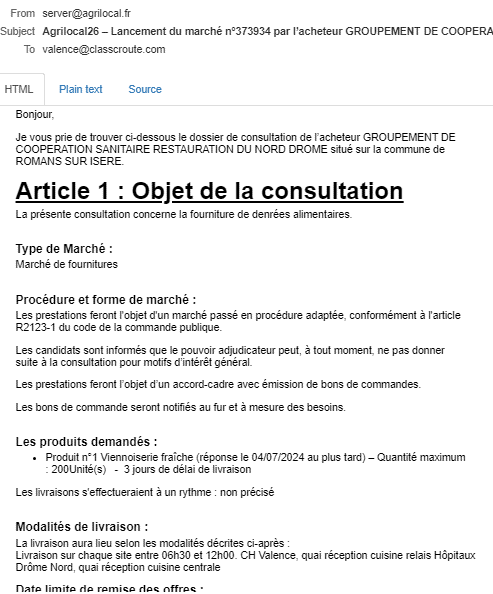 From server@agrilocal.fr
Subject Agrilocal26 – Lancement du marché n°373934 par l'acheteur GROUPEMENT DE COOPERA
To valence@classcroute.com
HTML Plain text Source
Bonjour,
Je vous prie de trouver ci-dessous le dossier de consultation de l'acheteur GROUPEMENT DE
COOPERATION SANITAIRE RESTAURATION DU NORD DROME situé sur la commune de
ROMANS SUR ISERE.
Article 1 : Objet de la consultation
La présente consultation concerne la fourniture de denrées alimentaires.
Type de Marché :
Marché de fournitures
Procédure et forme de marché :
Les prestations feront l'objet d'un marché passé en procédure adaptée, conformément à l'article
R2123-1 du code de la commande publique.
Les candidats sont informés que le pouvoir adjudicateur peut, à tout moment, ne pas donner
suite à la consultation pour motifs d'intérêt général.
Les prestations feront l'objet d'un accord-cadre avec émission de bons de commandes.
Les bons de commande seront notifiés au fur et à mesure des besoins.
Les produits demandés :
• Produit n°1 Viennoiserie fraîche (réponse le 04/07/2024 au plus tard) – Quantité maximum
: 200Unité(s) - 3 jours de délai de livraison
Les livraisons s'effectueraient à un rythme : non précisé
Modalités de livraison :
La livraison aura lieu selon les modalités décrites ci-après :
Livraison sur chaque site entre 06h30 et 12h00. CH Valence, quai réception cuisine relais Hôpitaux
Drôme Nord, quai réception cuisine centrale
Date limite de remise des offres :